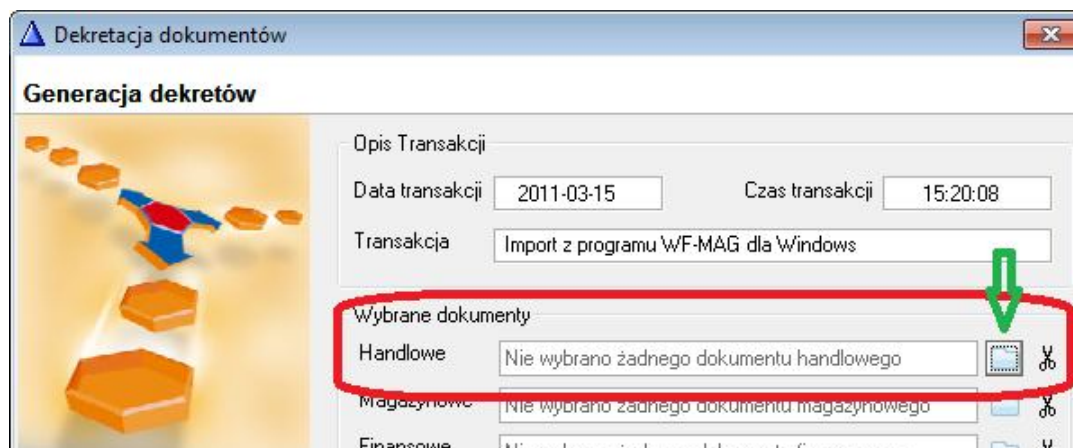 Dekretacja dokumentów
Generacja dekretów
Opis Transakcji
Data transakcji 2011-03-15 Czas transakcji 15:20:08
Transakcja Import z programu WF-MAG dla Windows
Wybrane dokumenty
Handlowe Nie wybrano żadnego dokumentu handlowego
Magazynowe Nie wybrano żadnego dokumentu magazynowego
Finansowe